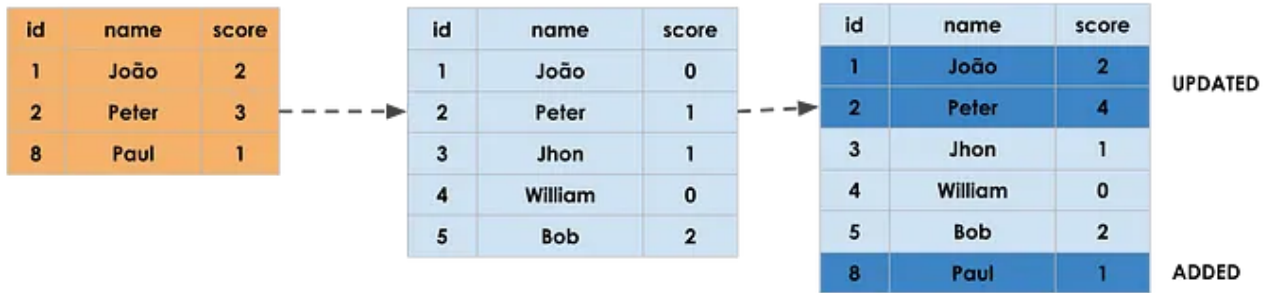 id name score
1 João 2
2 Peter 3
8 Paul 1
id name score
1 João 0
2 Peter 1
3 Jhon 1
4 William 0
5 Bob 2
id name score
1 João 2
2 Peter 4
3 Jhon 1
4 William 0
5 Bob 2
8 Paul 1
UPDATED
ADDED